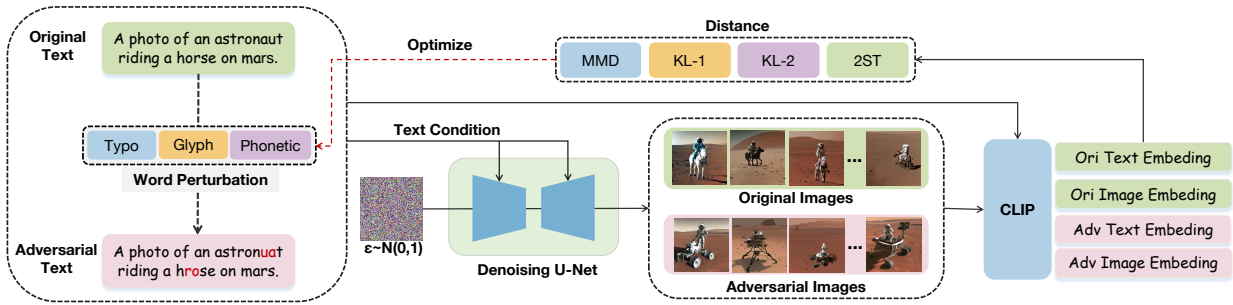 Original
Text
A photo of an astronaut
riding a horse on mars.
Typo
Glyph
Phonetic
Word Perturbation
Adversarial
Text
A photo of an astronuat
riding a hrose on mars.
Optimize
Distance
MMD
KL-1
KL-2
2ST
Text Condition
ε~N(0,1)
Denoising U-Net
...
Original Images
...
Adversarial Images
CLIP
Ori Text Embeding
Ori Image Embeding
Adv Text Embeding
Adv Image Embeding